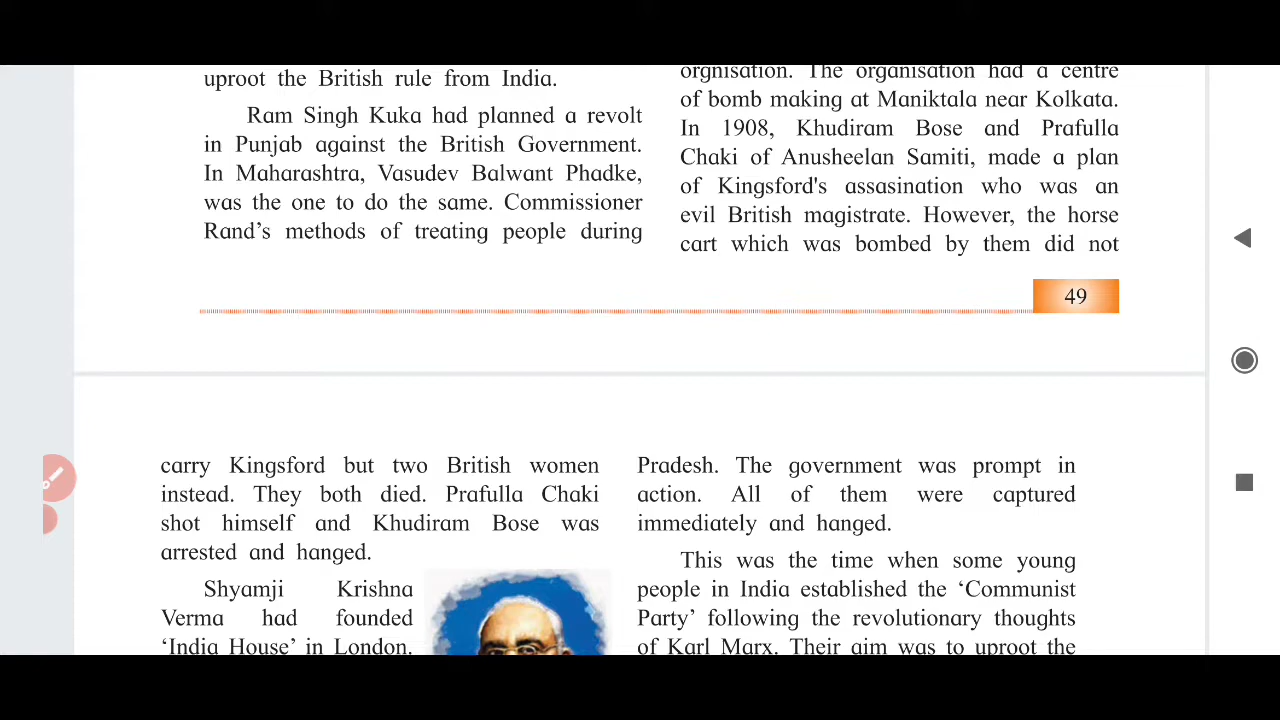 uproot the British rule from India.
Ram Singh Kuka had planned a revolt
in Punjab against the British Government.
In Maharashtra, Vasudev Balwant Phadke,
was the one to do the same. Commissioner
Rand's methods of treating people during
orgnisation. The organisation had a centre
of bomb making at Maniktala near Kolkata.
In 1908, Khudiram Bose and Prafulla
Chaki of Anusheelan Samiti, made a plan
of Kingsford's assasination who was an
evil British magistrate. However, the horse
cart which was bombed by them did not
49
carry Kingsford but two British women
instead. They both died. Prafulla Chaki
shot himself and Khudiram Bose was
arrested and hanged.
Shyamji Krishna
Verma had founded
‘India House’ in London.
Pradesh. The government was prompt in
action. All of them were captured
immediately and hanged.
This was the time when some young
people in India established the ‘Communist
Party’ following the revolutionary thoughts
of Karl Marx. Their aim was to uproot the